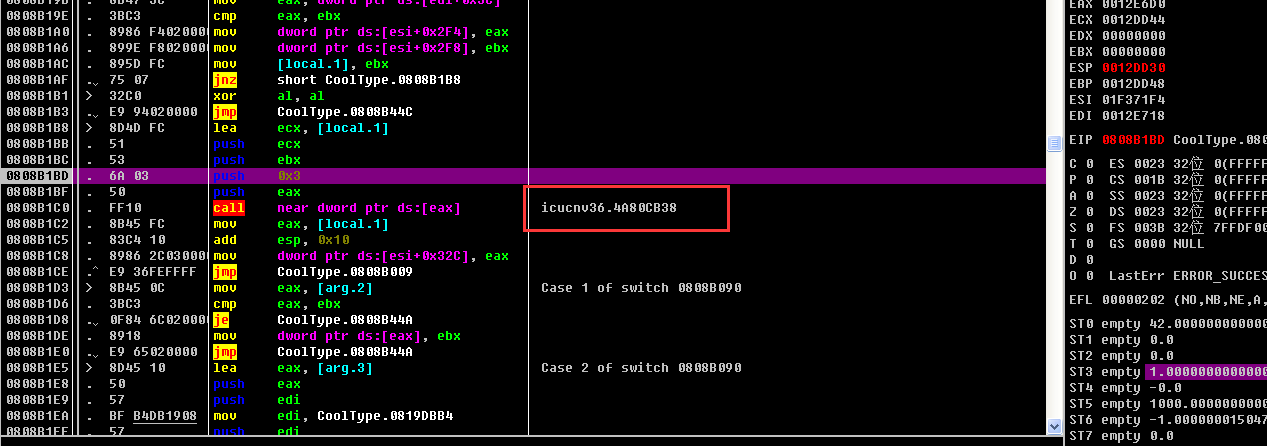 0808B19E . 3BC3 cmp eax, ebx
0808B1A0 . 8986 F4020000 mov dword ptr ds:[esi+0x2F4], eax
0808B1A6 . 899E F8020000 mov dword ptr ds:[esi+0x2F8], ebx
0808B1AC . 895D FC mov [local.1], ebx
0808B1AF .ˇ 75 07 jnz short CoolType.0808B1B8
0808B1B1 > 32C0 xor al, al
0808B1B3 .ˇ E9 94020000 jmp CoolType.0808B44C
0808B1B8 > 8D4D FC lea ecx, [local.1]
0808B1BB . 51 push ecx
0808B1BC . 53 push ebx
0808B1BD . 6A 03 push 0x3
0808B1BF . 50 push eax
0808B1C0 . FF10 call near dword ptr ds:[eax] icucnv36.4A80CB38
0808B1C2 . 8B45 FC mov eax, [local.1]
0808B1C5 . 83C4 10 add esp, 0x10
0808B1C8 . 8986 2C030000 mov dword ptr ds:[esi+0x32C], eax
0808B1CE .^ E9 36FEFFFF jmp CoolType.0808B009
0808B1D3 > 8B45 0C mov eax, [arg.2] Case 1 of switch 0808B090
0808B1D6 . 3BC3 cmp eax, ebx
0808B1D8 .ˇ 0F84 6C020000 je CoolType.0808B44A
0808B1DE . 8918 mov dword ptr ds:[eax], ebx
0808B1E0 .ˇ E9 65020000 jmp CoolType.0808B44A
0808B1E5 > 8D45 10 lea eax, [arg.3] Case 2 of switch 0808B090
0808B1E8 . 50 push eax
0808B1E9 . 57 push edi
0808B1EA . BF B4DB1908 mov edi, CoolType.0819DBB4
0808B1EF . 57 push edi
EAX 0012E6D0
ECX 0012DD44
EDX 00000000
EBX 00000000
ESP 0012DD30
EBP 0012DD48
ESI 01F371F4
EDI 0012E718
EIP 0808B1BD CoolType.080
C 0 ES 0023 32位 0(FFFFF
P 0 CS 001B 32位 0(FFFFF
A 0 SS 0023 32位 0(FFFFF
Z 0 DS 0023 32位 0(FFFFF
S 0 FS 003B 32位 7FFDF00
T 0 GS 0000 NULL
D 0
O 0 LastErr ERROR_SUCCES
EFL 00000202 (NO,NB,NE,A,
ST0 empty 42.000000000000
ST1 empty 0.0
ST2 empty 0.0
ST3 empty 1.0000000000000
ST4 empty -0.0
ST5 empty 1000.0000000000
ST6 empty -1.000000015047
ST7 empty 0.0